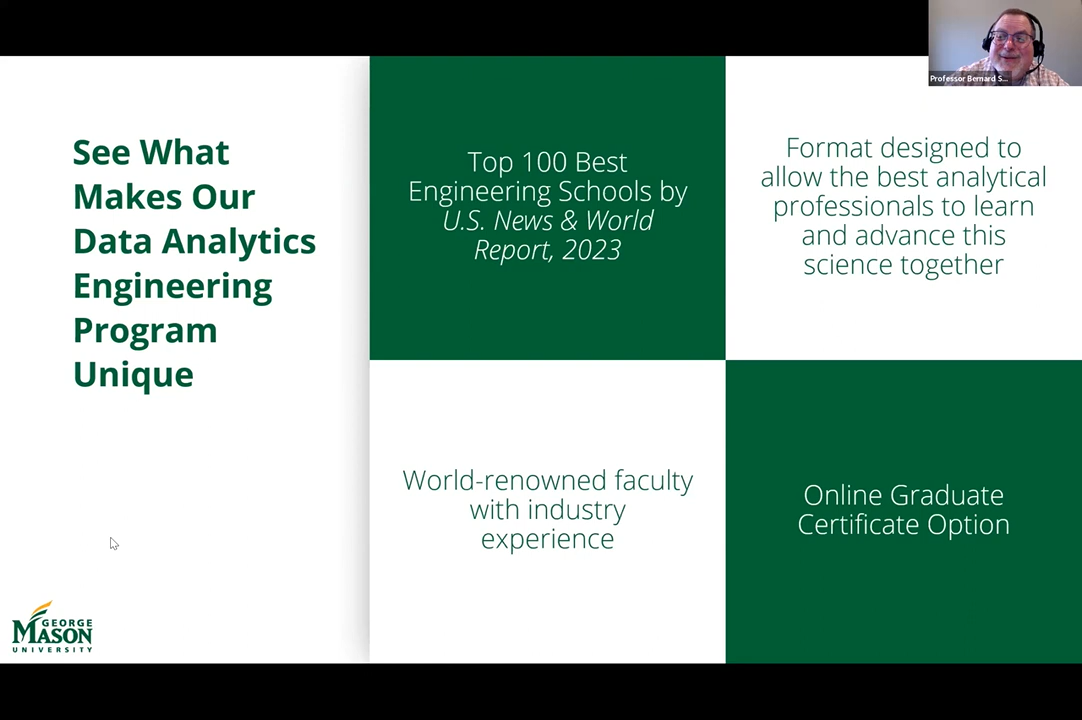 Professor Bernard S...
See What
Makes Our
Data Analytics
Engineering
Program
Unique
Top 100 Best
Engineering Schools by
U.S. News & World
Report, 2023
Format designed to
allow the best analytical
professionals to learn
and advance this
science together
World-renowned faculty
with industry
experience
Online Graduate
Certificate Option
GEORGE
MASON
UNIVERSITY